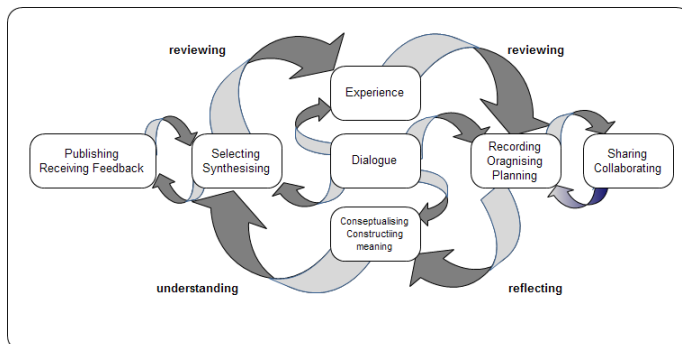 reviewing
reviewing
Experience
Publishing
Receiving Feedback
Selecting
Synthesising
Dialogue
Recording
Oragnising
Planning
Sharing
Collaborating
Conseptualising
Constructiing
meaning
understanding
reflecting